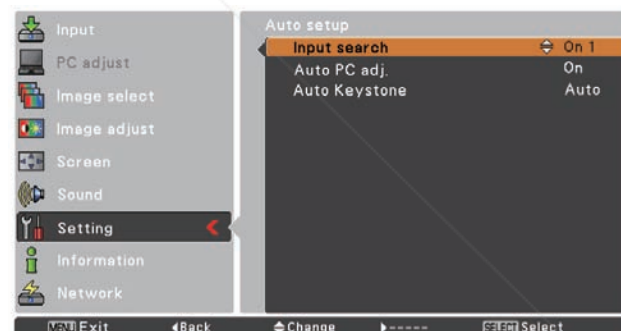 Input
PC adjust
Image select
Image adjust
Screen
Sound
Setting
Information
Network
Auto setup
Input search On 1
Auto PC adj. On
Auto Keystone Auto
MENU Exit Back Change ----- SELECT Select